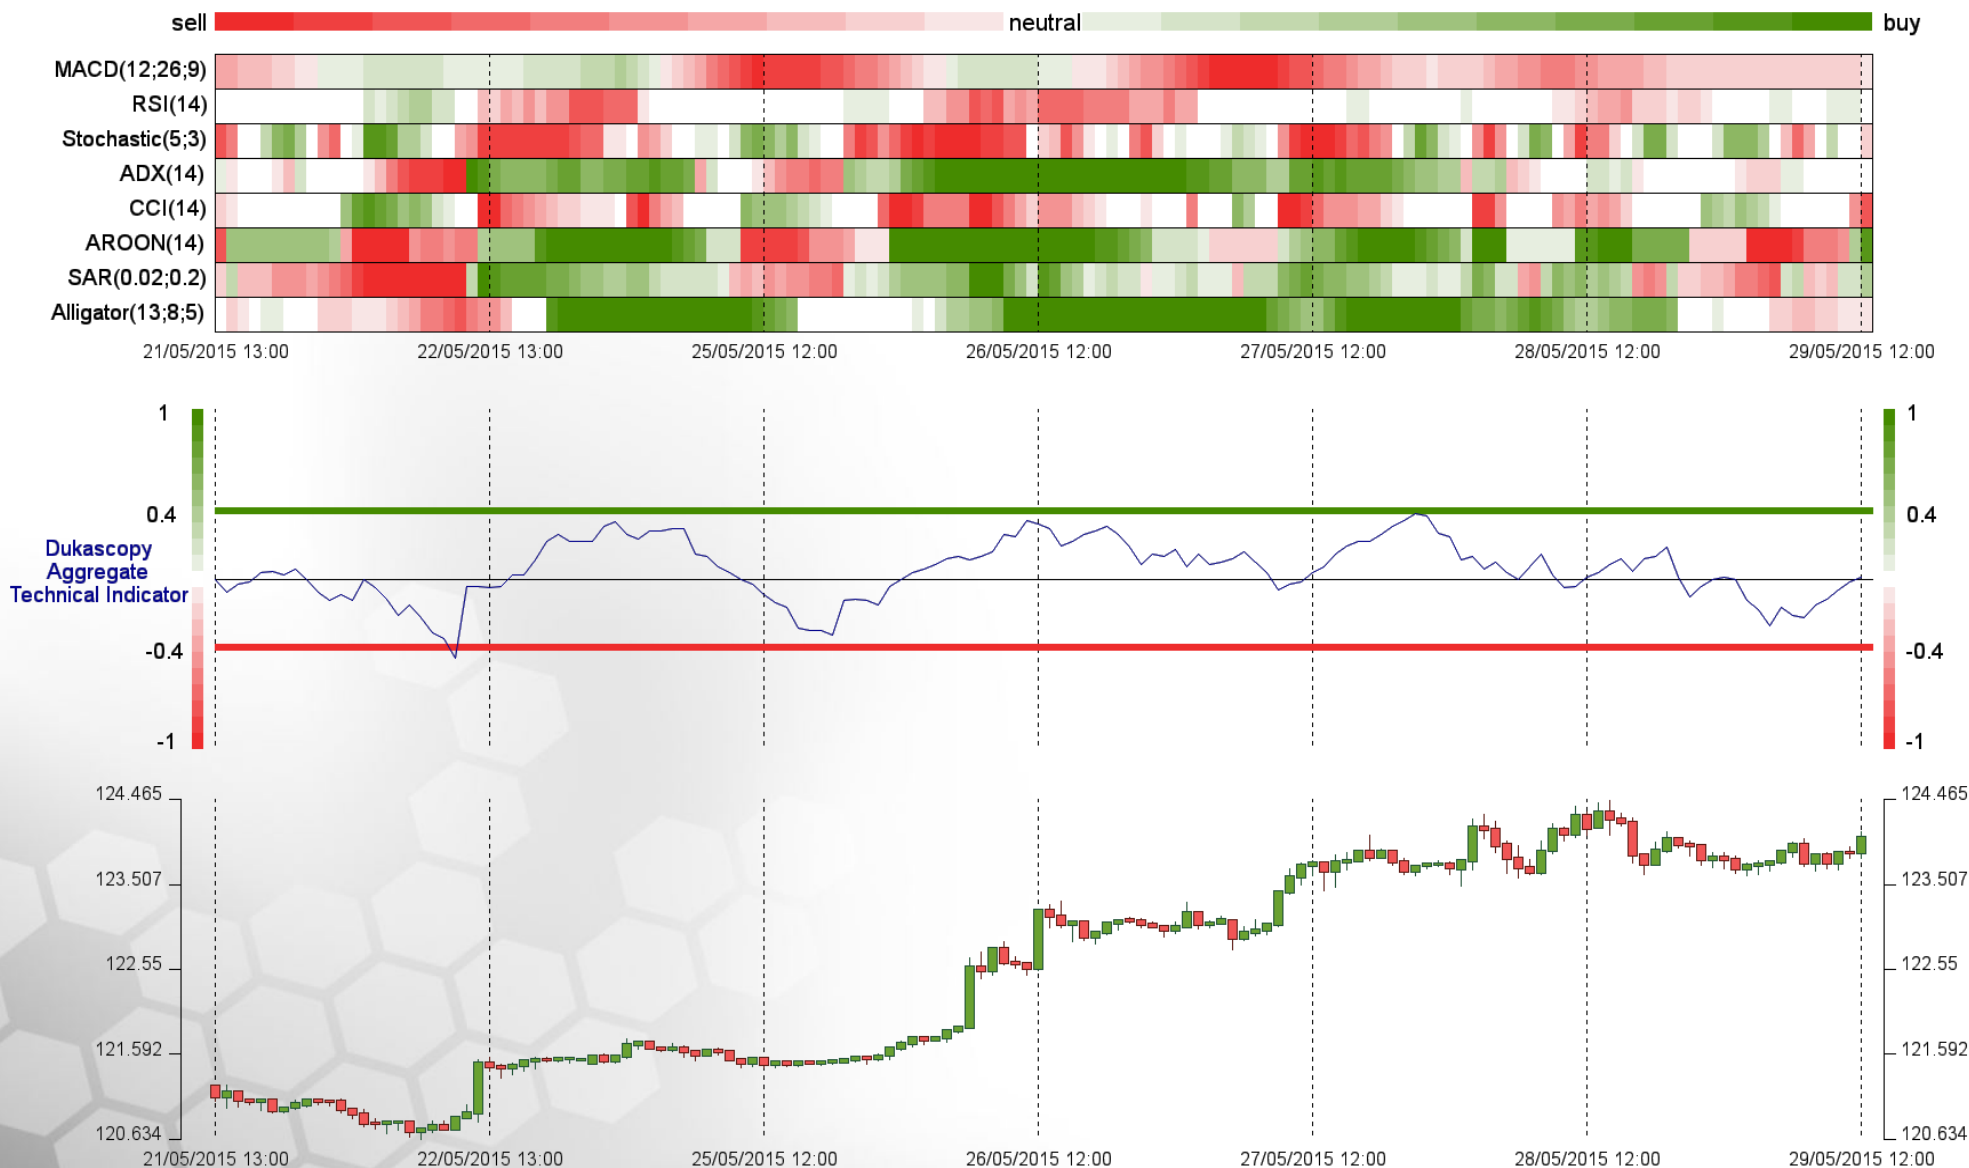 sell neutral buy
MACD(12;26;9)
RSI(14)
Stochastic(5;3)
ADX(14)
CCI(14)
AROON(14)
SAR(0.02;0.2)
Alligator(13;8;5)
21/05/2015 13:00 22/05/2015 13:00 25/05/2015 12:00 26/05/2015 12:00 27/05/2015 12:00 28/05/2015 12:00 29/05/2015 12:00
1 1
0.4 0.4
Dukascopy
Aggregate
Technical Indicator
-0.4 -0.4
-1 -1
124.465 124.465
123.507 123.507
122.55 122.55
121.592 121.592
120.634 120.634
21/05/2015 13:00 22/05/2015 13:00 25/05/2015 12:00 26/05/2015 12:00 27/05/2015 12:00 28/05/2015 12:00 29/05/2015 12:00